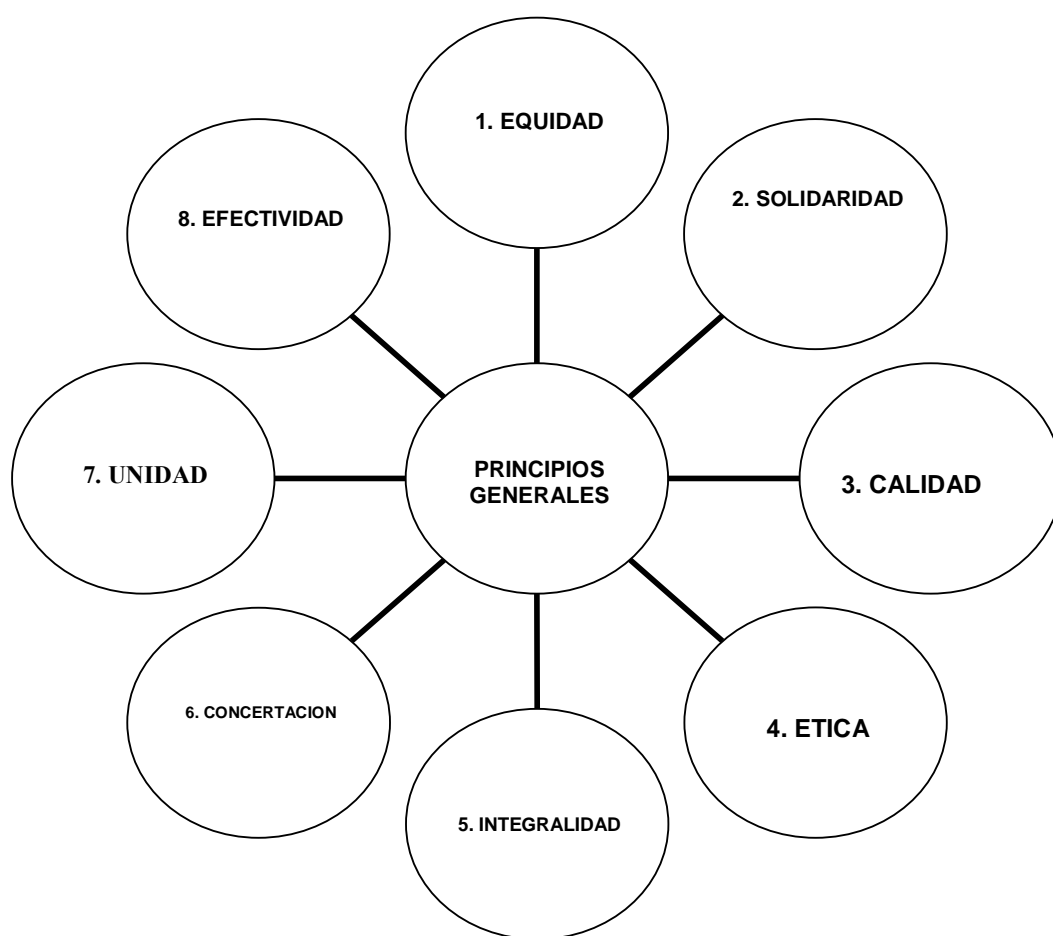 PRINCIPIOS
GENERALES
1. EQUIDAD
2. SOLIDARIDAD
3. CALIDAD
4. ETICA
5. INTEGRALIDAD
6. CONCERTACION
7. UNIDAD
8. EFECTIVIDAD